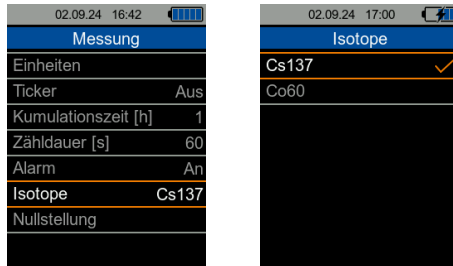 02.09.24 16:42
Messung
Einheiten
Ticker Aus
Kumulationszeit [h] 1
Zähldauer [s] 60
Alarm An
Isotope Cs137
Nullstellung
02.09.24 17:00
Isotope
Cs137
Co60